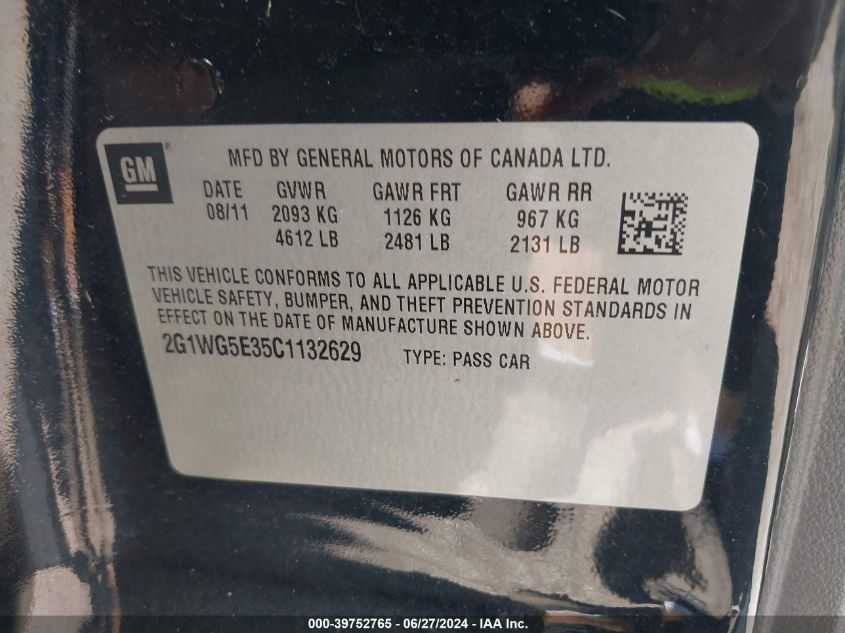 GM®
MFD BY GENERAL MOTORS OF CANADA LTD.
DATE GVWR GAWR FRT GAWR RR
08/11 2093 KG 1126 KG 967 KG
4612 LB 2481 LB 2131 LB
THIS VEHICLE CONFORMS TO ALL APPLICABLE U.S. FEDERAL MOTOR
VEHICLE SAFETY, BUMPER, AND THEFT PREVENTION STANDARDS IN
EFFECT ON THE DATE OF MANUFACTURE SHOWN ABOVE.
2G1WG5E35C1132629 TYPE: PASS CAR
000-39752765 - 06/27/2024 - IAAI Inc.